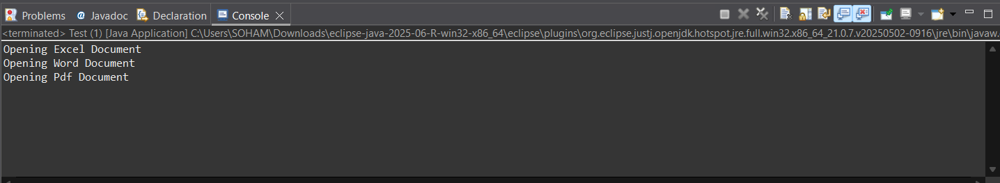 Problems Javadoc Declaration Console
<terminated> Test (1) [Java Application] C:\Users\SOHAM\Downloads\eclipse-java-2025-06-R-win32-x86_64\eclipse\plugins\org.eclipse.justj.openjdk.hotspot.jre.full.win32.x86_64_21.0.7.v20250502-0916\jre\bin\javaw.
Opening Excel Document
Opening Word Document
Opening Pdf Document